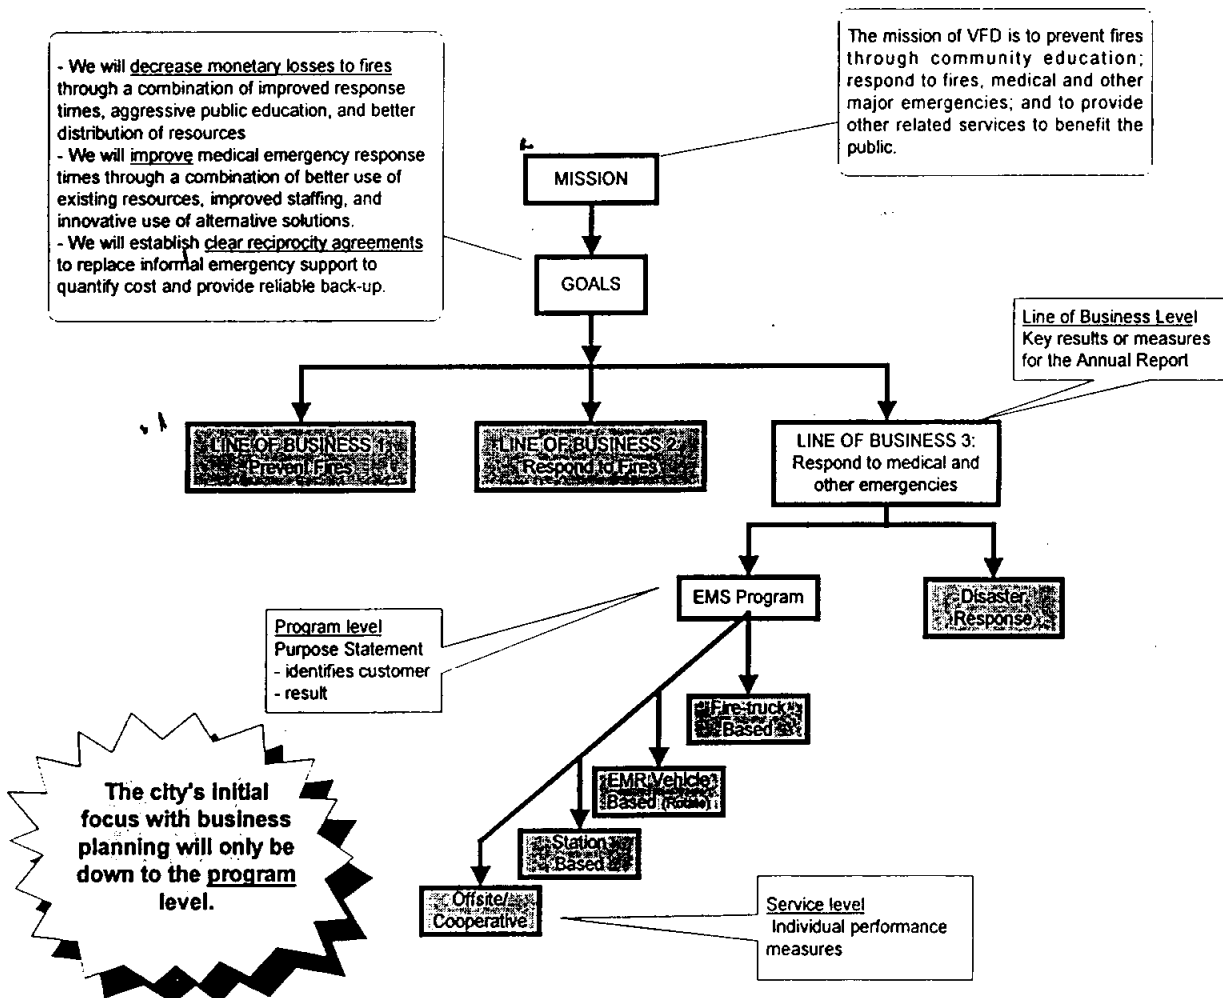 - We will decrease monetary losses to fires
through a combination of improved response
times, aggressive public education, and better
distribution of resources
- We will improve medical emergency response
times through a combination of better use of
existing resources, improved staffing, and
innovative use of alternative solutions.
- We will establish clear reciprocity agreements
to replace informal emergency support to
quantify cost and provide reliable back-up.
The mission of VFD is to prevent fires
through community education;
respond to fires, medical and other
major emergencies; and to provide
other related services to benefit the
public.
MISSION
GOALS
Line of Business Level
Key results or measures
for the Annual Report
LINE OF BUSINESS 1:
Prevent Fires
LINE OF BUSINESS 2:
Respond to Fires
LINE OF BUSINESS 3:
Respond to medical and
other emergencies
EMS Program
Disaster
Response
Program level
Purpose Statement
- identifies customer
- result
Fire-truck
Based
EMR Vehicle
Based
Station
Based
Offsite/
Cooperative
The city's initial
focus with business
planning will only be
down to the program
level.
Service level
Individual performance
measures